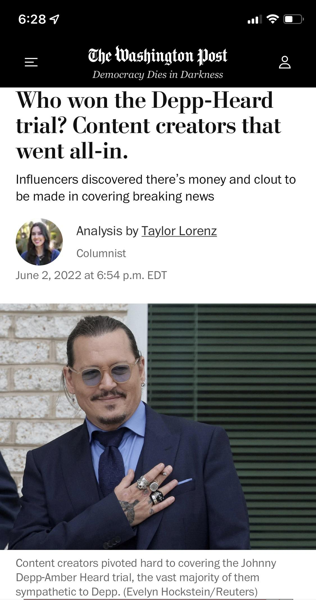 6:28
The Washington Post
Democracy Dies in Darkness
Who won the Depp-Heard
trial? Content creators that
went all-in.
Influencers discovered there's money and clout to
be made in covering breaking news
Analysis by Taylor Lorenz
Columnist
June 2, 2022 at 6:54 p.m. EDT
Content creators pivoted hard to covering the Johnny
Depp-Amber Heard trial, the vast majority of them
sympathetic to Depp. (Evelyn Hockstein/Reuters)